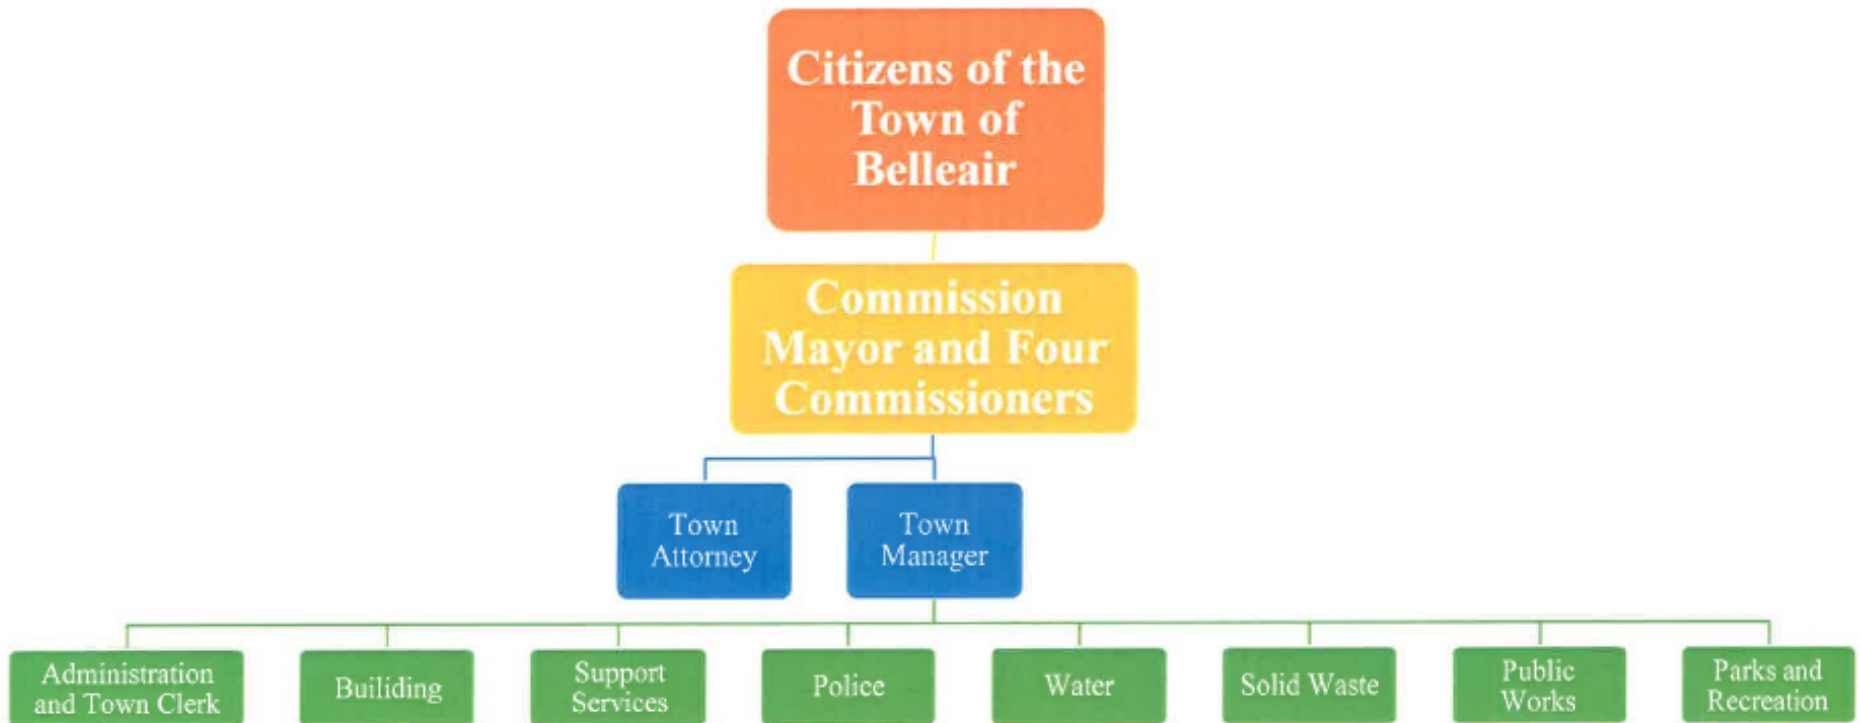 Citizens of the
Town of
Belleair
Commission
Mayor and Four
Commissioners
Town
Attorney
Town
Manager
Administration
and Town Clerk
Builiding
Support
Services
Police
Water
Solid Waste
Public
Works
Parks and
Recreation